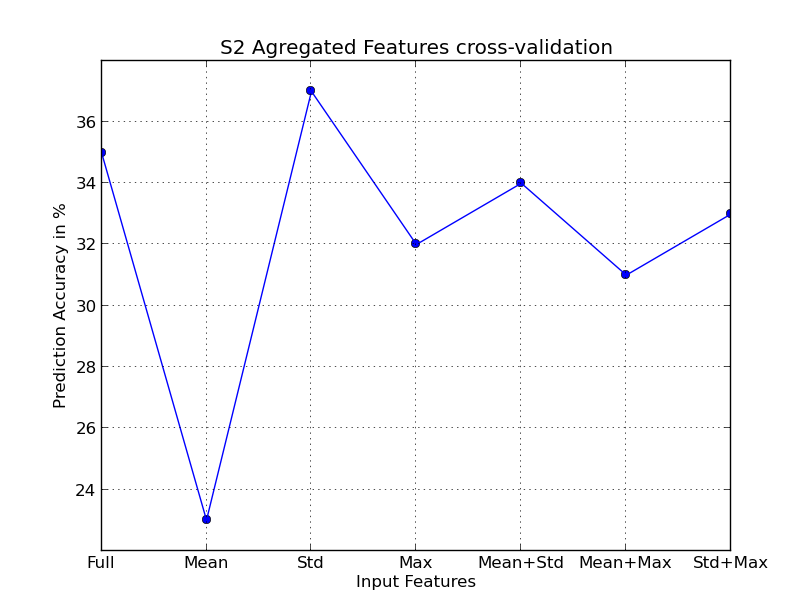 S2 Agregated Features cross-validation
Prediction Accuracy in %
36
34
32
30
28
26
24
Full Mean Std Max Mean+Std Mean+Max Std+Max
Input Features